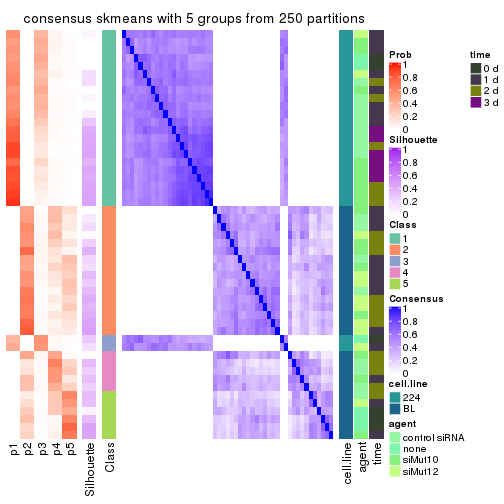 consensus skmeans with 5 groups from 250 partitions
Prob
1
0.8
0.6
0.4
0.2
0
time
0 d
1 d
2 d
3 d
Silhouette
1
0.8
0.6
0.4
0.2
0
Class
1
2
3
4
5
Consensus
1
0.8
0.6
0.4
0.2
0
cell.line
224
BL
agent
control siRNA
none
siMut10
siMut12
p1
p2
p3
p4
p5
Silhouette
Class
cell.line
agent
time